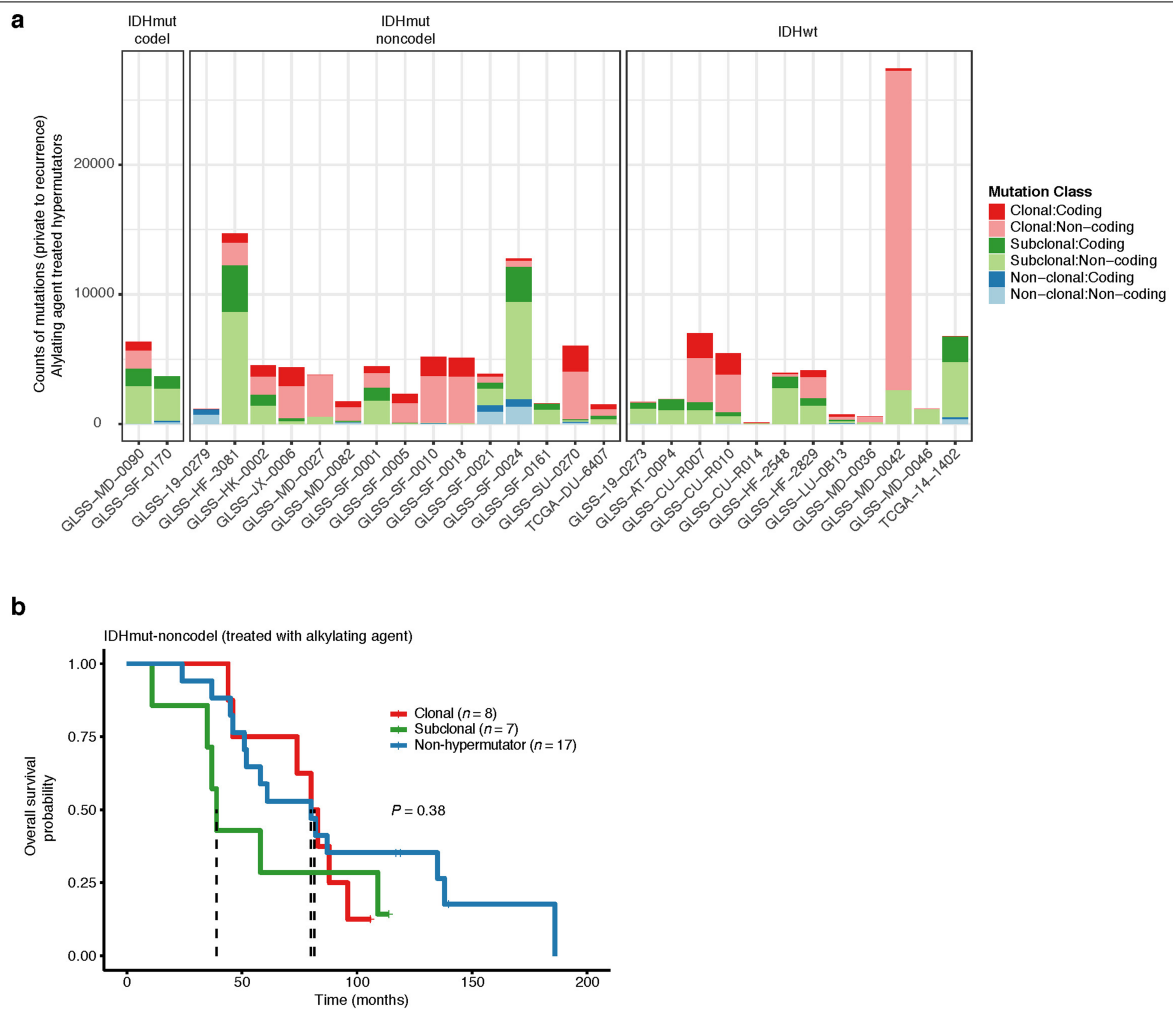 a
IDHmut
codel
IDHmut
noncodel
IDHwt
Counts of mutations (private to recurrence)
Alylating agent treated hypermutators
20000
10000
0
GLSS−MD−0090
GLSS−SF−0170
GLSS−19−0279
GLSS−HF−3081
GLSS−HK−0002
GLSS−JX−0006
GLSS−MD−0027
GLSS−MD−0082
GLSS−SF−0001
GLSS−SF−0005
GLSS−SF−0010
GLSS−SF−0018
GLSS−SF−0021
GLSS−SF−0024
GLSS−SF−0161
GLSS−SU−0270
TCGA−DU−6407
GLSS−19−0273
GLSS−AT−00P4
GLSS−CU−R007
GLSS−CU−R010
GLSS−CU−R014
GLSS−HF−2548
GLSS−HF−2829
GLSS−LU−0B13
GLSS−MD−0036
GLSS−MD−0042
GLSS−MD−0046
TCGA−14−1402
Mutation Class
Clonal:Coding
Clonal:Non−coding
Subclonal:Coding
Subclonal:Non−coding
Non−clonal:Coding
Non−clonal:Non−coding
b
IDHmut-noncodel (treated with alkylating agent)
Overall survival
probability
1.00
0.75
0.50
0.25
0.00
Clonal (n = 8)
Subclonal (n = 7)
Non-hypermutator (n = 17)
P = 0.38
0
50
100
150
200
Time (months)